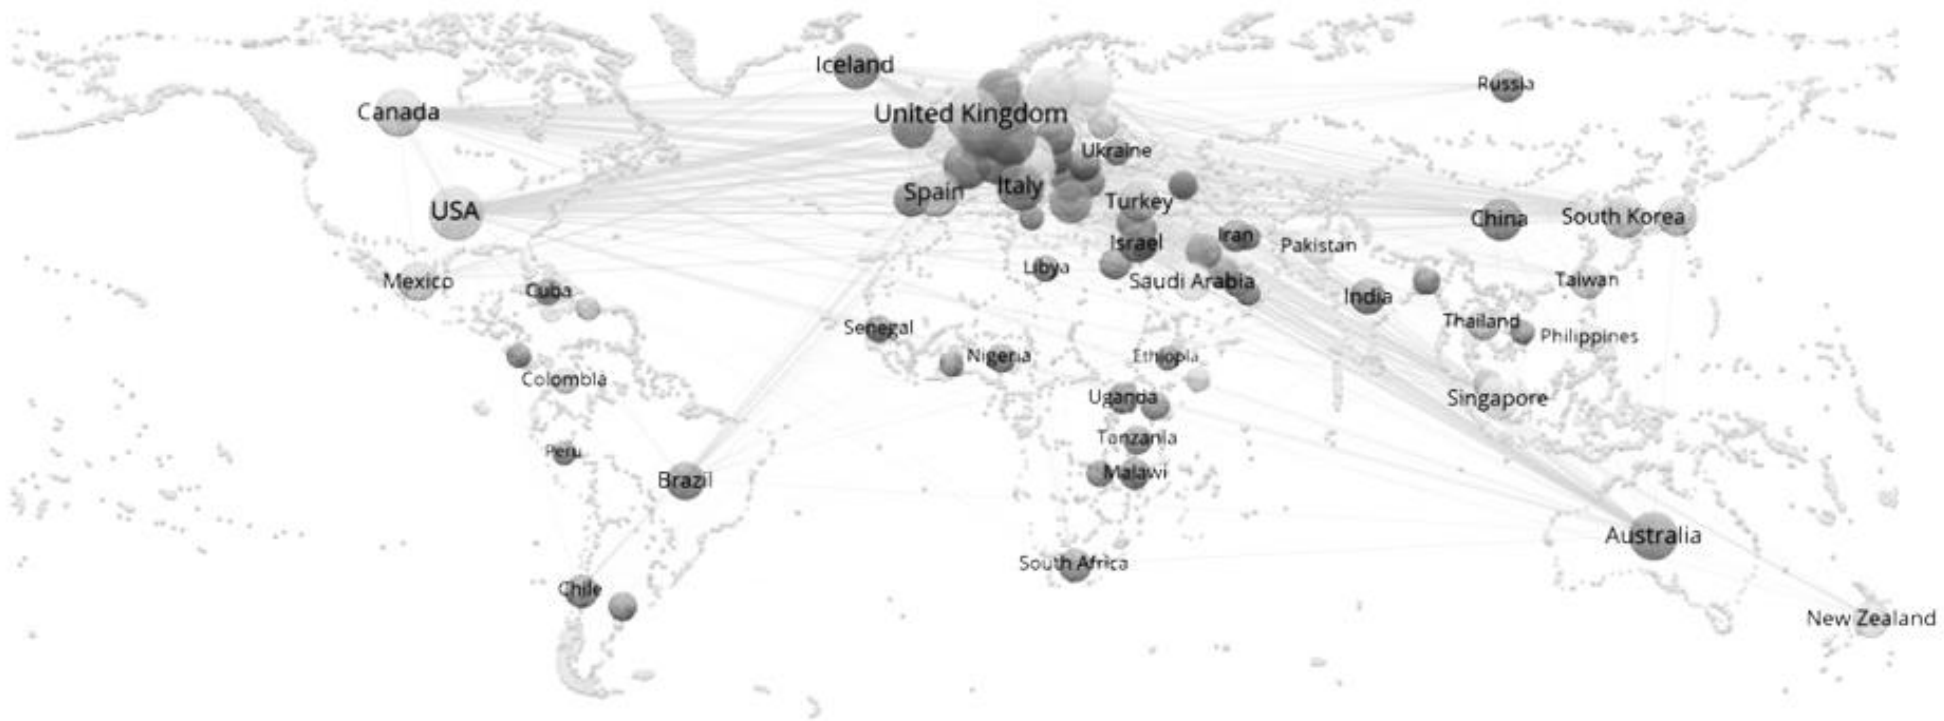 Iceland
Russia
Canada
United Kingdom
Ukraine
Spain
Italy
USA
Turkey
China
South Korea
Israel
Iran
Pakistan
Libya
Mexico
Cuba
Saudi Arabia
India
Taiwan
Senegal
Thailand
Philippines
Nigeria
Ethiopia
Colombia
Uganda
Singapore
Tanzania
Peru
Malawi
Brazil
Australia
South Africa
Chile
New Zealand